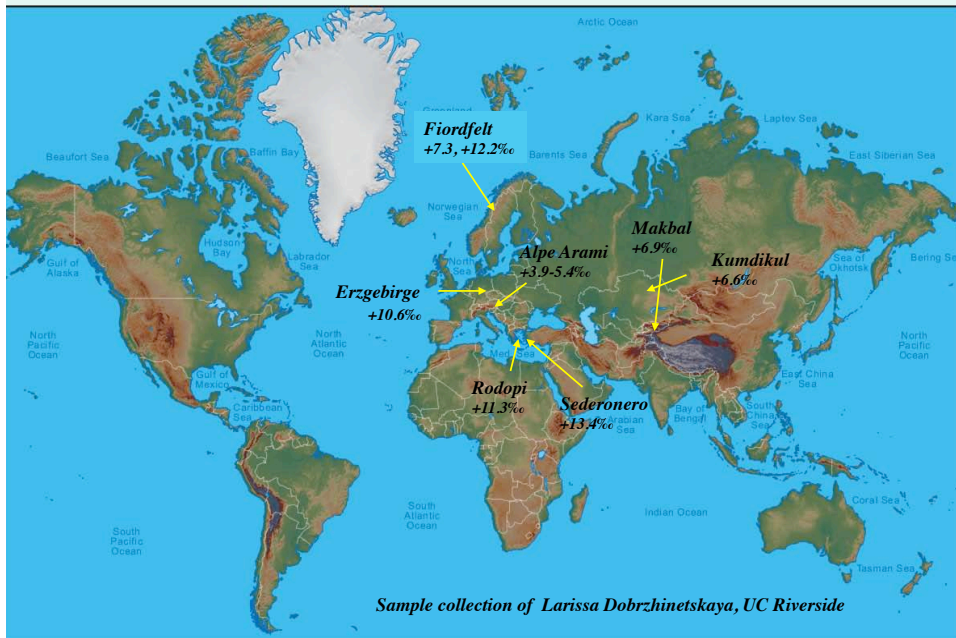 Arctic Ocean
Kara Sea
Laptev Sea
Fiordfelt
+7.3, +12.2‰
Beaufort Sea
Baffin Bay
Barents Sea
East Siberian Sea
Norwegian
Sea
Hudson
Bay
Gulf of
Alaska
Labrador
Sea
North
Sea
Makbal
+6.9‰
Alpe Arami
+3.9-5.4‰
Kumdikul
+6.6‰
Sea of
Okhotsk
Bering Sea
Erzgebirge
+10.6‰
North
Pacific
Ocean
North
Atlantic
Ocean
North
Pacific
Ocean
Med. Sea
Gulf of
Mexico
East China
Sea
Rodopi
+11.3‰
Sederonero
+13.4‰
Arabian
Sea
Bay of
Bengal
South
China
Sea
Caribbean
Sea
South
Atlantic
Ocean
Indian Ocean
Coral Sea
South
Pacific
Ocean
Tasman Sea
Sample collection of Larissa Dobrzhinetskaya, UC Riverside